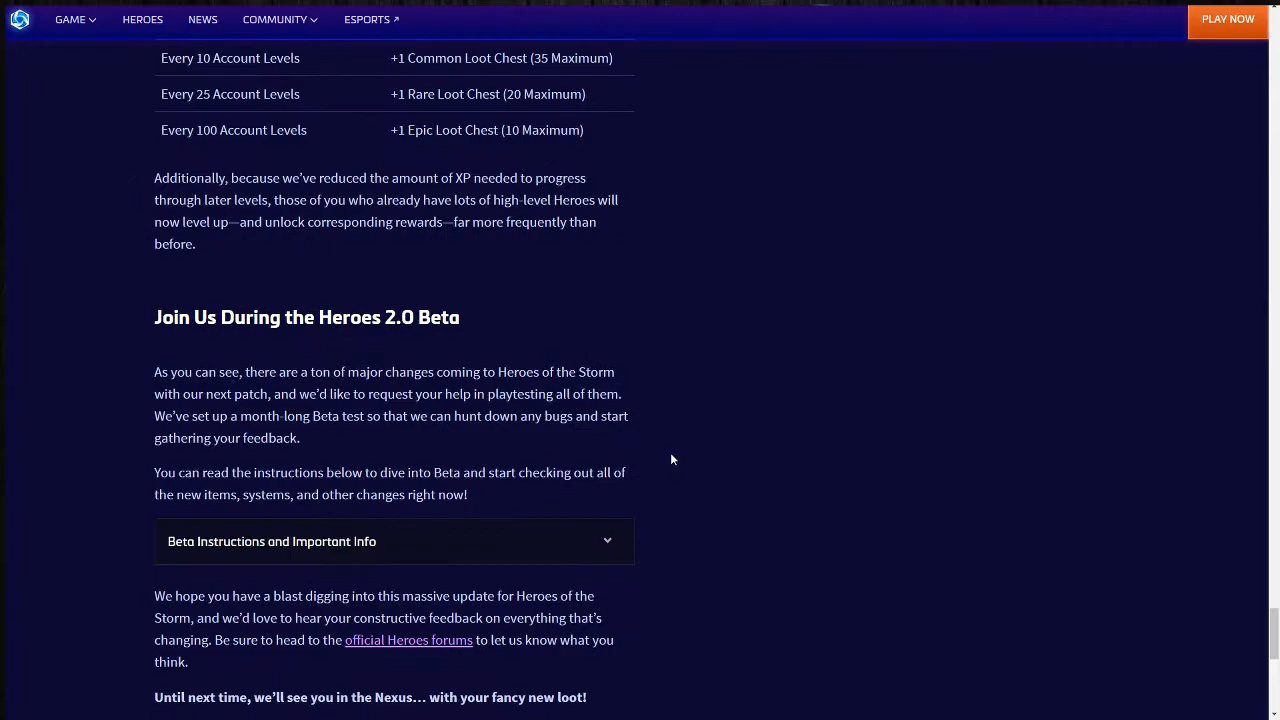 GAME HEROES NEWS COMMUNITY ESPORTS PLAY NOW
Every 10 Account Levels +1 Common Loot Chest (35 Maximum)
Every 25 Account Levels +1 Rare Loot Chest (20 Maximum)
Every 100 Account Levels +1 Epic Loot Chest (10 Maximum)
Additionally, because we’ve reduced the amount of XP needed to progress
through later levels, those of you who already have lots of high-level Heroes will
now level up—and unlock corresponding rewards—far more frequently than
before.
Join Us During the Heroes 2.0 Beta
As you can see, there are a ton of major changes coming to Heroes of the Storm
with our next patch, and we’d like to request your help in playtesting all of them.
We’ve set up a month-long Beta test so that we can hunt down any bugs and start
gathering your feedback.
You can read the instructions below to dive into Beta and start checking out all of
the new items, systems, and other changes right now!
Beta Instructions and Important Info
We hope you have a blast digging into this massive update for Heroes of the
Storm, and we’d love to hear your constructive feedback on everything that’s
changing. Be sure to head to the official Heroes forums to let us know what you
think.
Until next time, we’ll see you in the Nexus… with your fancy new loot!